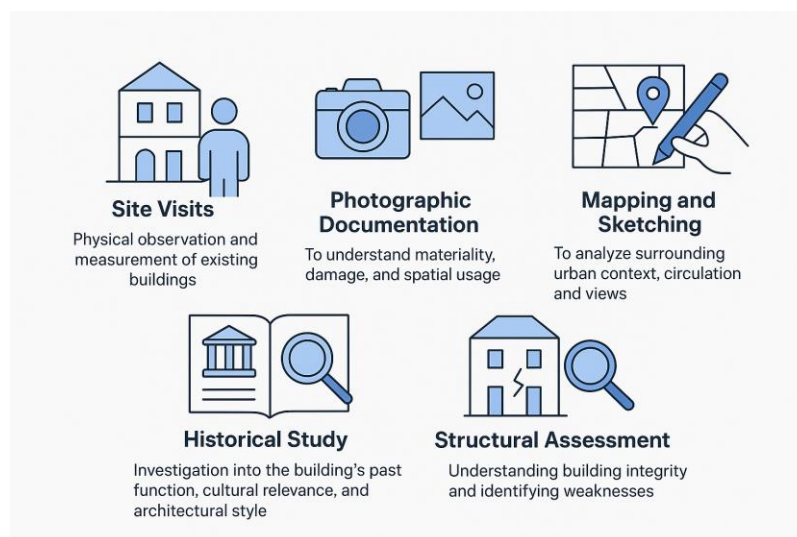 Site Visits
Physical observation and
measurement of existing
buildings
Photographic
Documentation
To understand materiality,
damage, and spatial usage
Mapping and
Sketching
To analyze surrounding
urban context, circulation
and views
Historical Study
Investigation into the building's past
function, cultural relevance, and
architectural style
Structural Assessment
Understanding building integrity
and identifying weaknesses